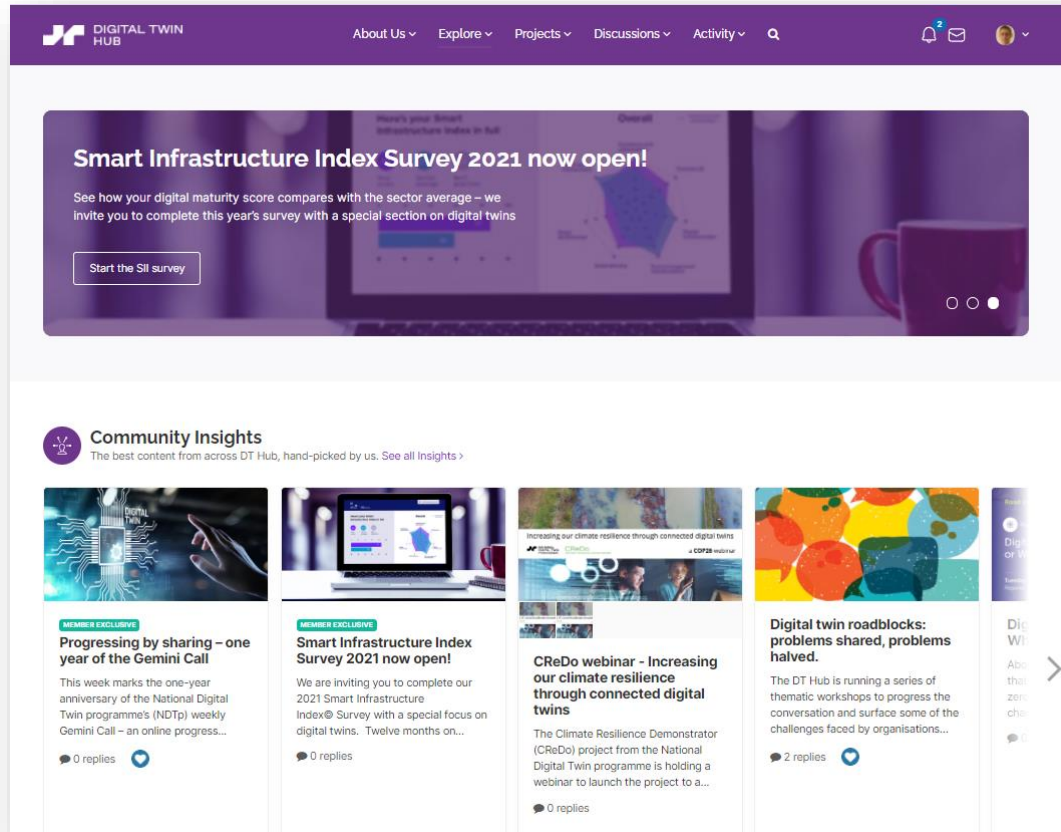 DIGITAL TWIN
HUB
About Us
Explore
Projects
Discussions
Activity
2
Here's your Smart
Infrastructure Index in full
Overall
Smart Infrastructure Index Survey 2021 now open!
See how your digital maturity score compares with the sector average – we
invite you to complete this year's survey with a special section on digital twins
Start the SII survey
Community Insights
The best content from across DT Hub, hand-picked by us. See all Insights >
DIGITAL
TWIN
MEMBER EXCLUSIVE
Progressing by sharing – one
year of the Gemini Call
This week marks the one-year
anniversary of the National Digital
Twin programme's (NDTp) weekly
Gemini Call – an online progress...
0 replies
MEMBER EXCLUSIVE
Smart Infrastructure Index
Survey 2021 now open!
We are inviting you to complete our
2021 Smart Infrastructure
Index© Survey with a special focus on
digital twins. Twelve months on...
0 replies
Increasing our climate resilience through connected digital twins
CReDo
a COP26 webinar
CReDo webinar - Increasing
our climate resilience
through connected digital
twins
The Climate Resilience Demonstrator
(CReDo) project from the National
Digital Twin programme is holding a
webinar to launch the project to a...
0 replies
Digital twin roadblocks:
problems shared, problems
halved.
The DT Hub is running a series of
thematic workshops to progress the
conversation and surface some of the
challenges faced by organisations...
2 replies